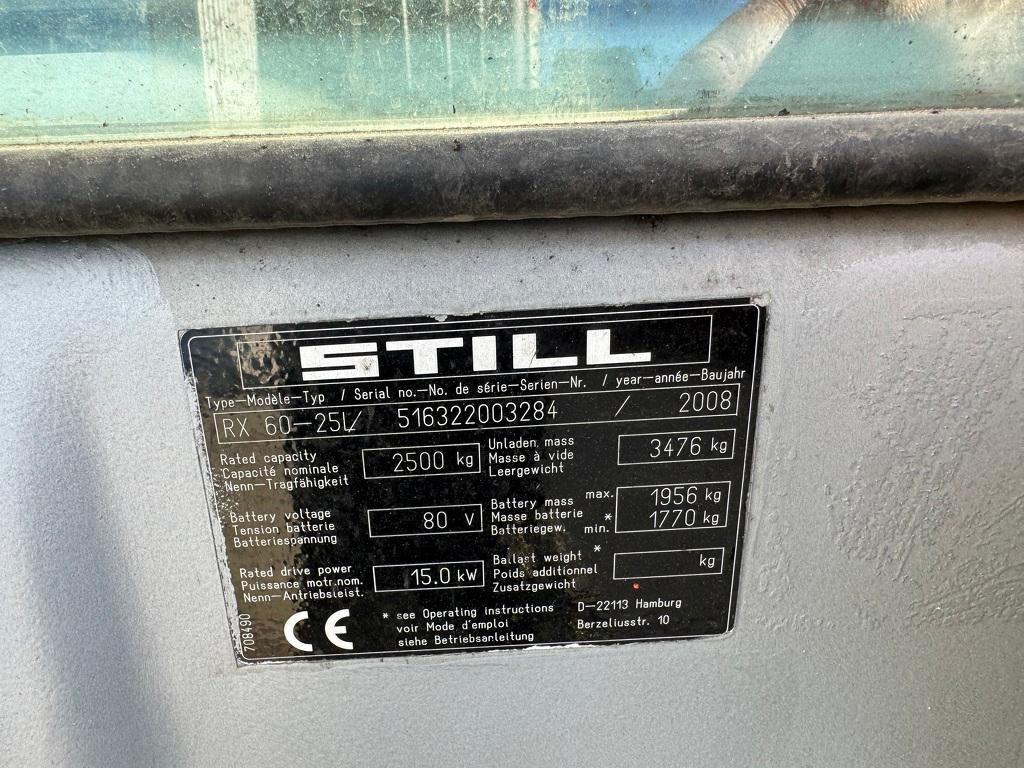 STILL
Type-Modèle-Typ / Serial no.-No. de série-Serien-Nr. / year-année-Baujahr
RX 60-25L/ 516322003284 / 2008
Rated capacity
Capacité nominale
Nenn-Tragfähigkeit
2500 kg
Unladen mass
Masse à vide
Leergewicht
3476 kg
Battery voltage
Tension batterie
Batteriespannung
80 V
Battery mass max.
Masse batterie *
Batteriegew. min.
1956 kg
1770 kg
Rated drive power
Puissance motr.nom.
Nenn-Antriebsleist.
15.0 kW
Ballast weight *
Poids additionnel
Zusatzgewicht
kg
708490
CE
* see Operating instructions
voir Mode d'emploi
siehe Betriebsanleitung
D-22113 Hamburg
Berzeliusstr. 10